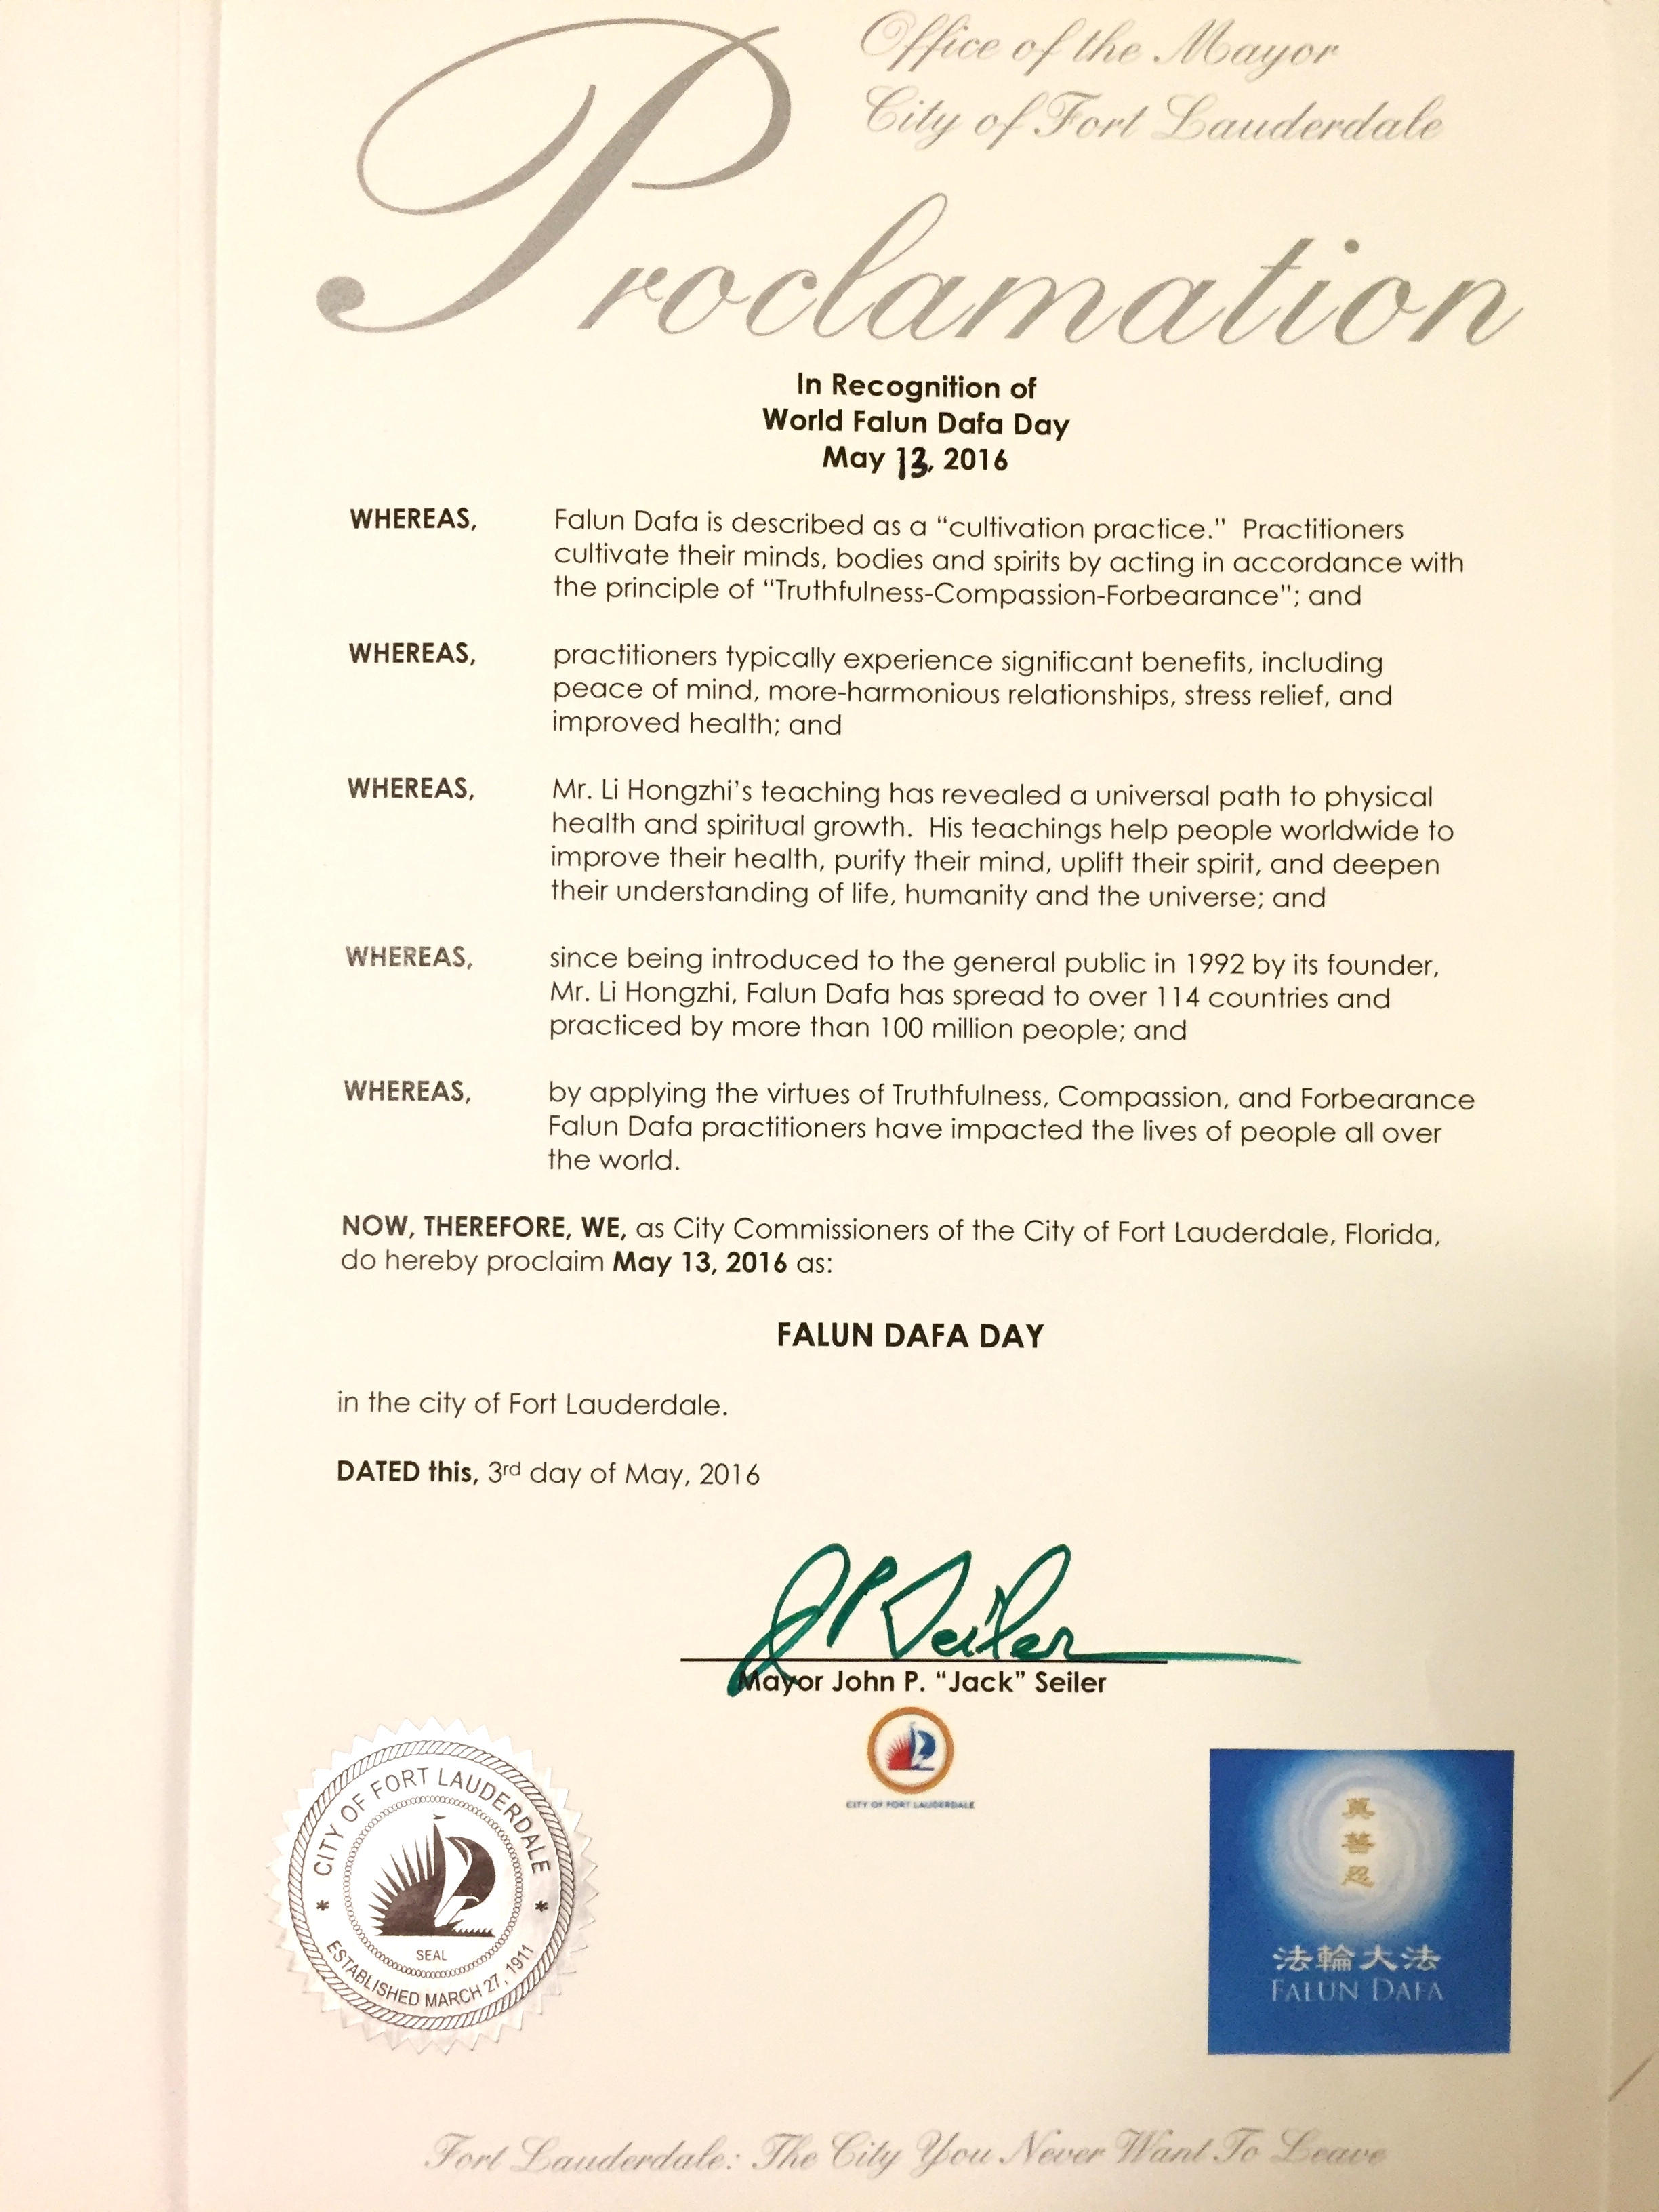 Office of the Mayor
City of Fort Lauderdale
Proclamation
In Recognition of
World Falun Dafa Day
May 13, 2016
WHEREAS, Falun Dafa is described as a “cultivation practice.” Practitioners
cultivate their minds, bodies and spirits by acting in accordance with
the principle of “Truthfulness-Compassion-Forbearance”; and
WHEREAS, practitioners typically experience significant benefits, including
peace of mind, more-harmonious relationships, stress relief, and
improved health; and
WHEREAS, Mr. Li Hongzhi’s teaching has revealed a universal path to physical
health and spiritual growth. His teachings help people worldwide to
improve their health, purify their mind, uplift their spirit, and deepen
their understanding of life, humanity and the universe; and
WHEREAS, since being introduced to the general public in 1992 by its founder,
Mr. Li Hongzhi, Falun Dafa has spread to over 114 countries and
practiced by more than 100 million people; and
WHEREAS, by applying the virtues of Truthfulness, Compassion, and Forbearance
Falun Dafa practitioners have impacted the lives of people all over
the world.
NOW, THEREFORE, WE, as City Commissioners of the City of Fort Lauderdale, Florida,
do hereby proclaim May 13, 2016 as:
FALUN DAFA DAY
in the city of Fort Lauderdale.
DATED this, 3rd day of May, 2016
JP Seiler
Mayor John P. “Jack” Seiler
CITY OF FORT LAUDERDALE
CITY OF FORT LAUDERDALE
SEAL
ESTABLISHED MARCH 27, 1911
真
善
忍
法輪大法
FALUN DAFA
Fort Lauderdale: The City You Never Want To Leave